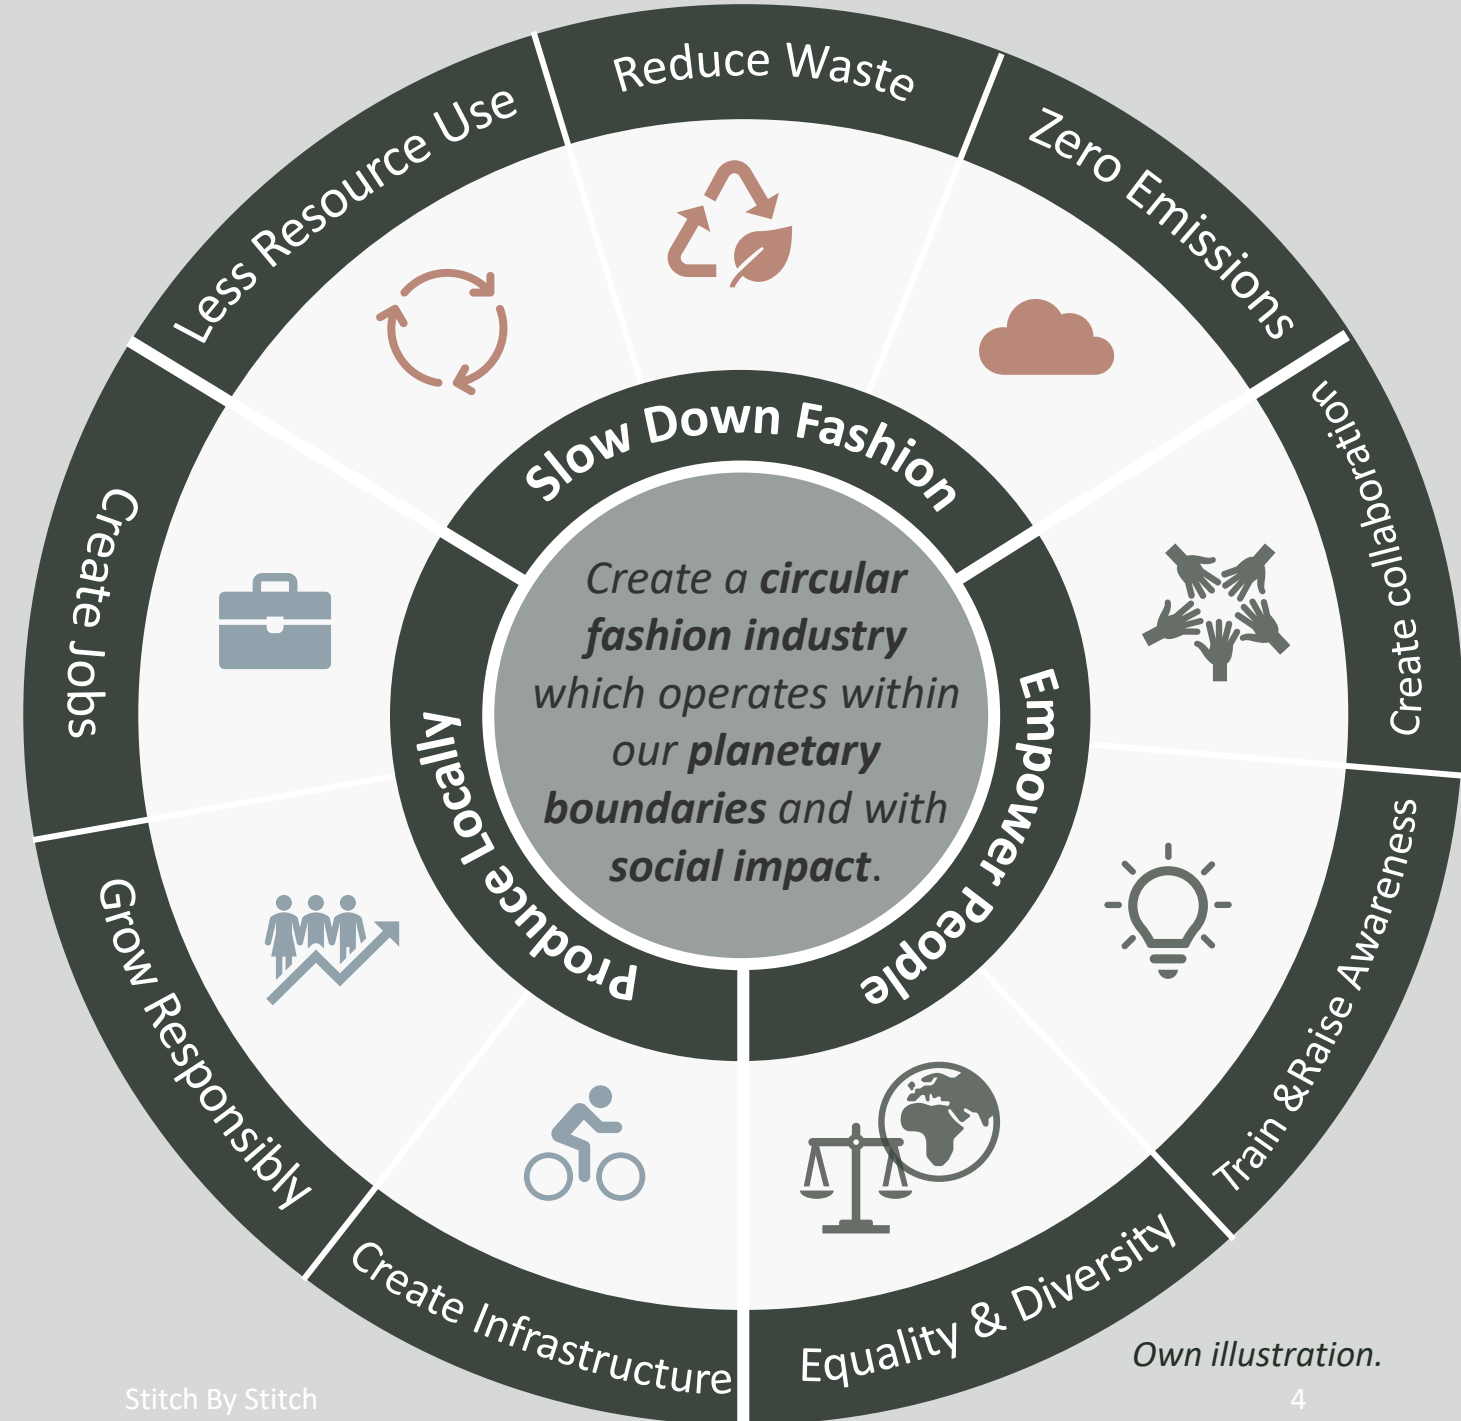 Reduce Waste
Zero Emissions
Create collaboration
Train &Raise Awareness
Equality & Diversity
Create Infrastructure
Grow Responsibly
Create Jobs
Less Resource Use
Slow Down Fashion
Empower People
Produce Locally
Create a circular
fashion industry
which operates within
our planetary
boundaries and with
social impact.
Own illustration.
Stitch By Stitch
4